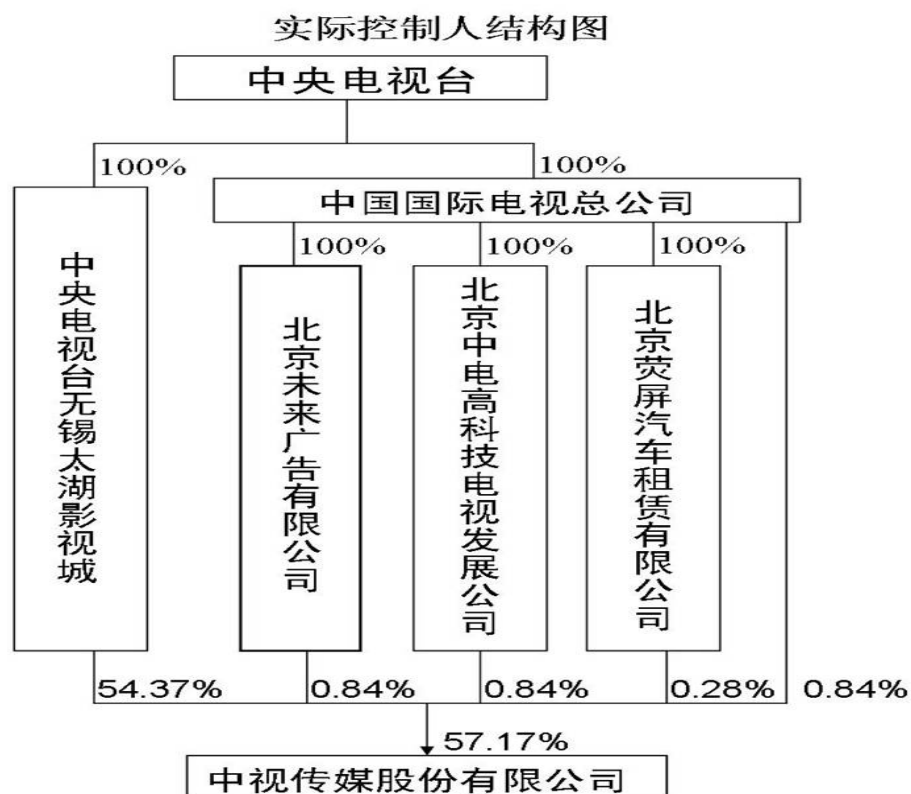 实际控制人结构图
中央电视台
100%
100%
中国国际电视总公司
100%
100%
100%
中央电视台无锡太湖影视城
北京未来广告有限公司
北京中电高科技电视发展公司
北京荧屏汽车租赁有限公司
54.37%
0.84%
0.84%
0.28%
0.84%
57.17%
中视传媒股份有限公司